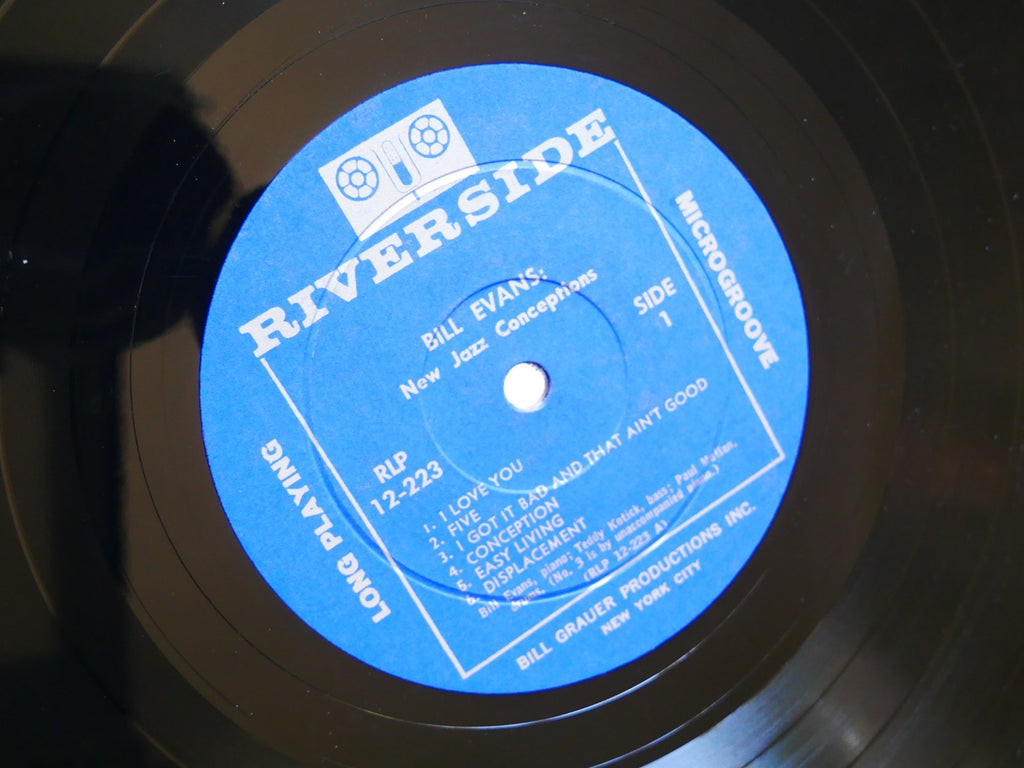 RIVERSIDE
BILL EVANS:
New Jazz Conceptions
SIDE
1
MICROGROOVE
LONG PLAYING
RLP
12-223
1. I LOVE YOU
2. FIVE
3. I GOT IT BAD AND THAT AIN'T GOOD
4. CONCEPTION
5. EASY LIVING
6. DISPLACEMENT
Bill Evans, piano; Teddy Kotick, bass; Paul Motian,
drums. (No. 3 is by unaccompanied piano.)
(RLP 12-223 A)
BILL GRAUER PRODUCTIONS INC.
NEW YORK CITY